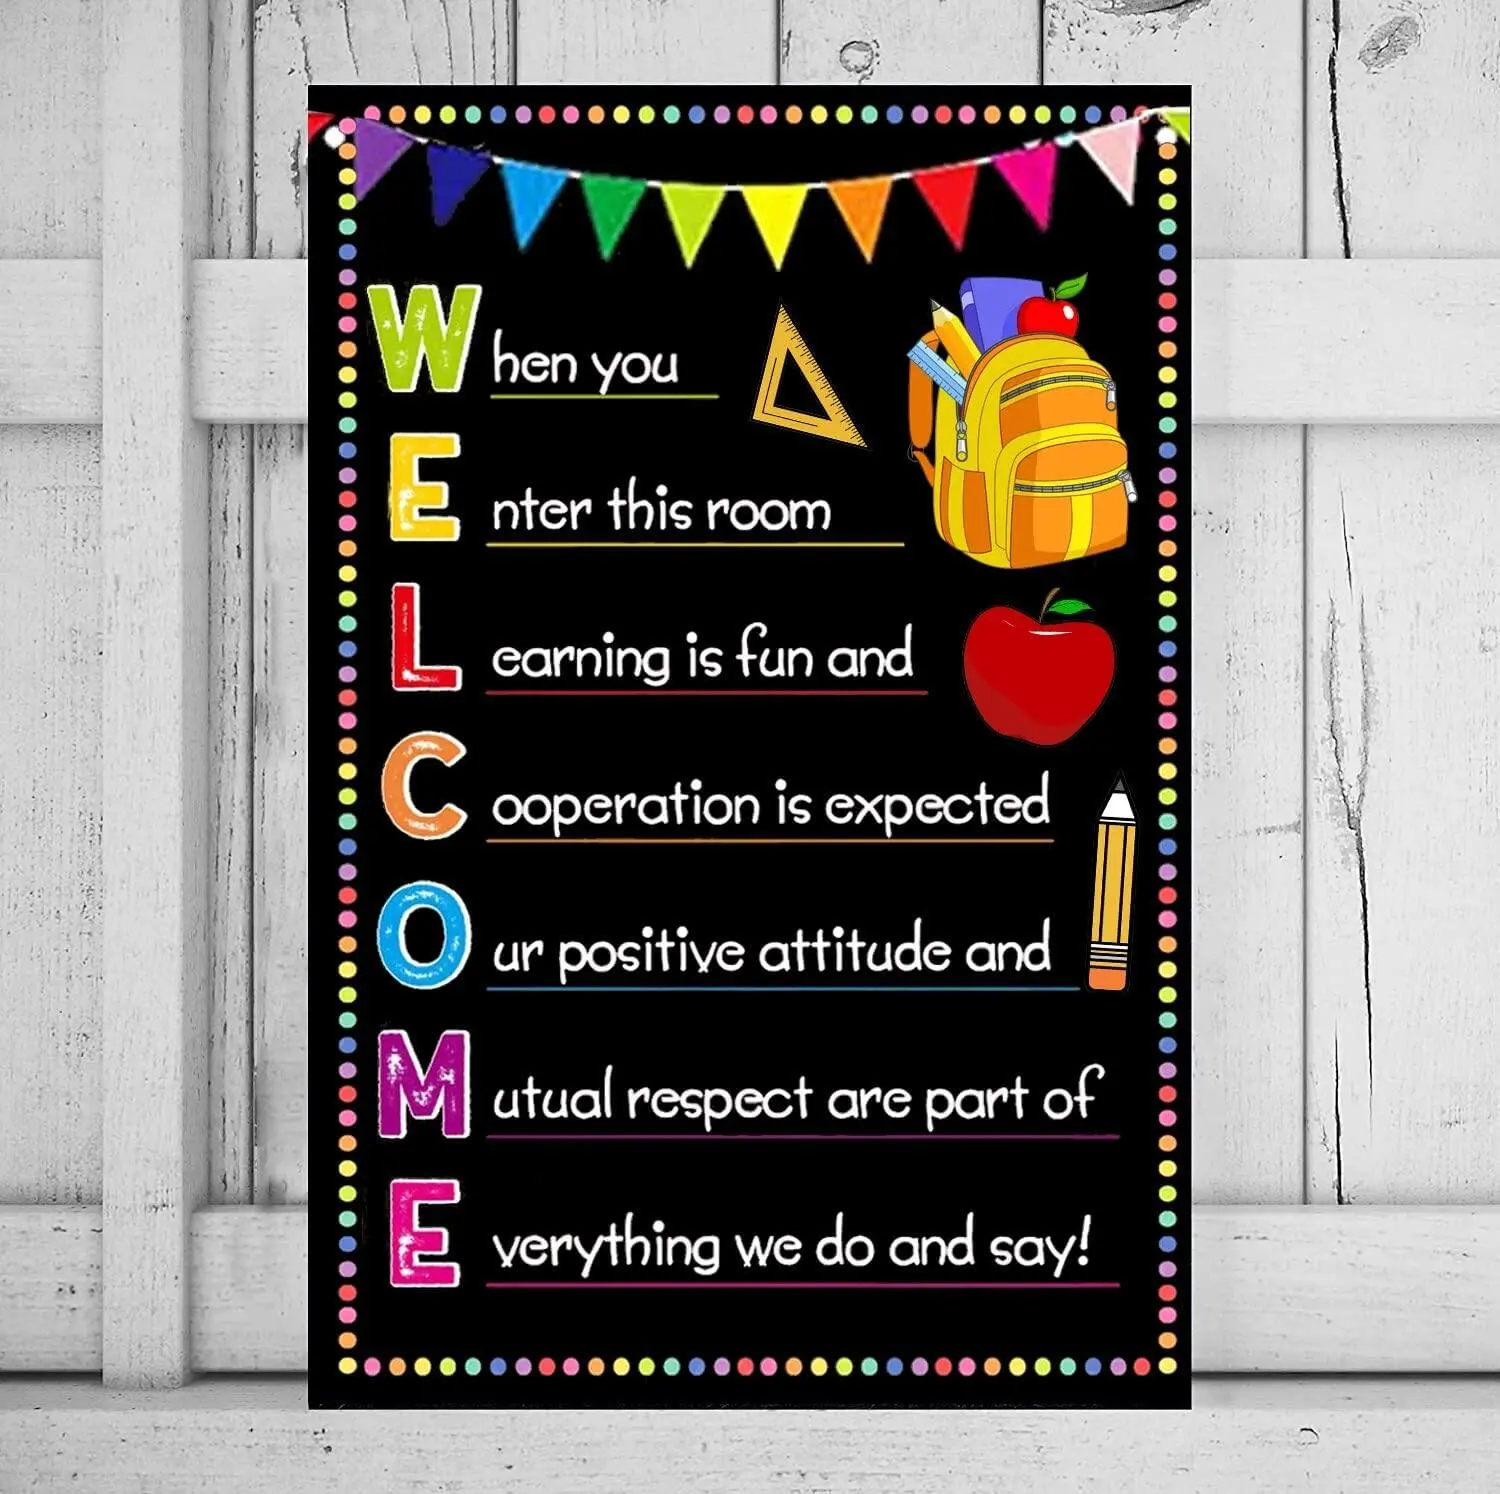 When you
Enter this room
Learning is fun and
Cooperation is expected
Our positive attitude and
Mutual respect are part of
Everything we do and say!